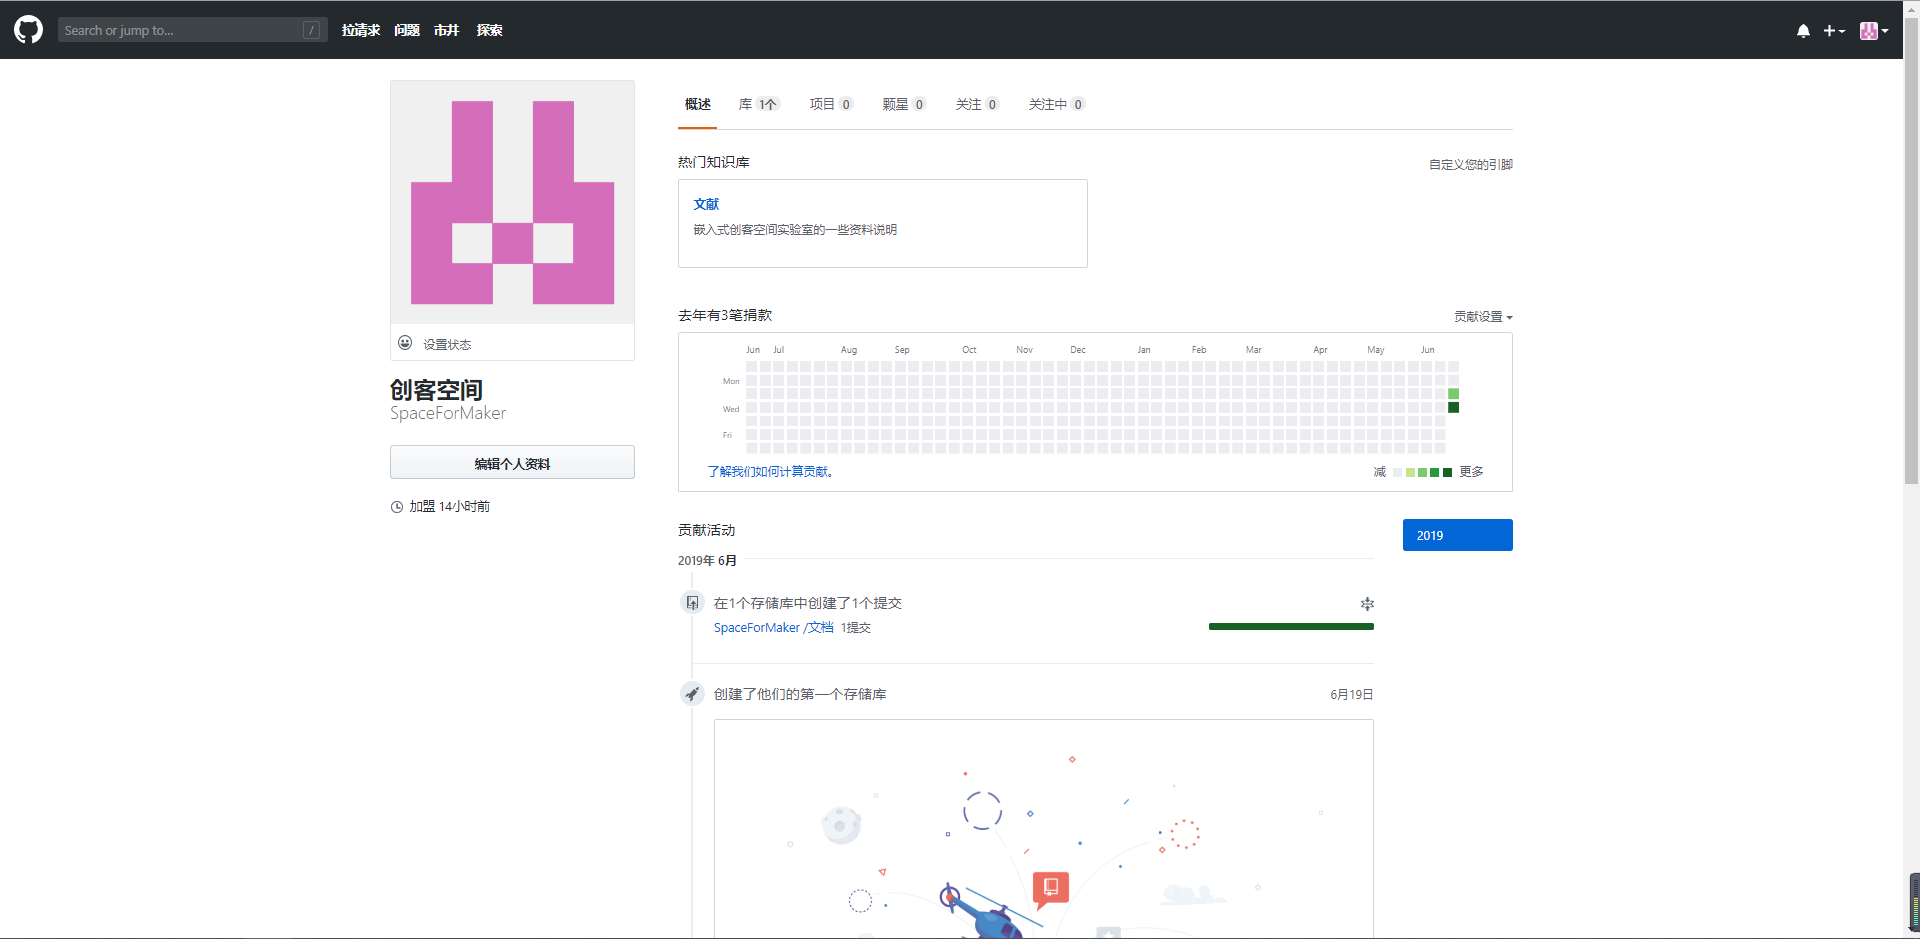 Search or jump to... / 拉请求 问题 市井 探索
概述 库 1个 项目 0 颗星 0 关注 0 关注中 0
热门知识库 自定义您的引脚
文献
嵌入式创客空间实验室的一些资料说明
设置状态
创客空间
SpaceForMaker
编辑个人资料
加盟 14小时前
去年有3笔捐款 贡献设置
Jun Jul Aug Sep Oct Nov Dec Jan Feb Mar Apr May Jun
Mon
Wed
Fri
了解我们如何计算贡献。 减 更多
贡献活动 2019
2019年 6月
在1个存储库中创建了1个提交
SpaceForMaker /文档 1提交
创建了他们的第一个存储库 6月19日